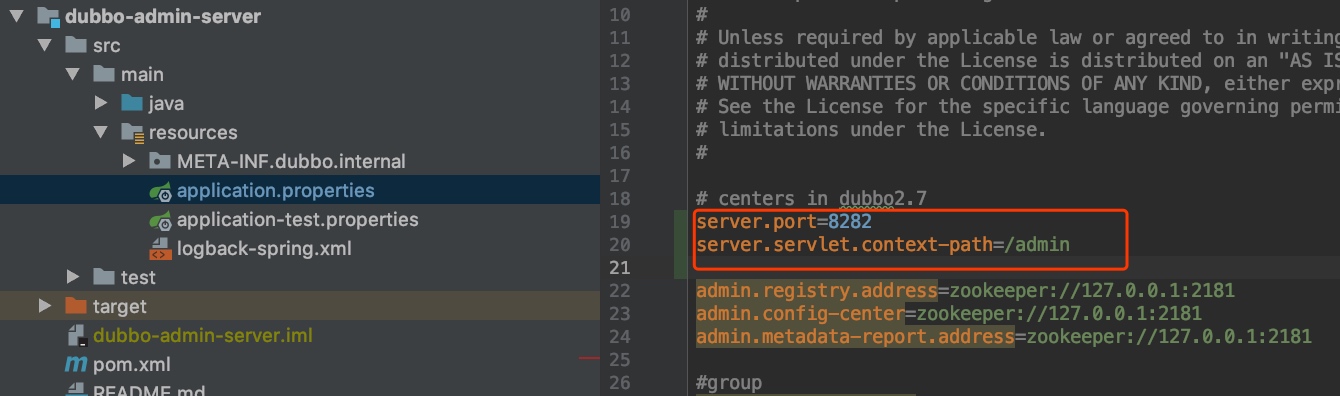 dubbo-admin-server
src
main
java
resources
META-INF.dubbo.internal
application.properties
application-test.properties
logback-spring.xml
test
target
dubbo-admin-server.iml
pom.xml
README.md
10 #
11 # Unless required by applicable law or agreed to in writing
12 # distributed under the License is distributed on an "AS IS
13 # WITHOUT WARRANTIES OR CONDITIONS OF ANY KIND, either expr
14 # See the License for the specific language governing permi
15 # limitations under the License.
16 #
17
18 # centers in dubbo2.7
19 server.port=8282
20 server.servlet.context-path=/admin
21
22 admin.registry.address=zookeeper://127.0.0.1:2181
23 admin.config-center=zookeeper://127.0.0.1:2181
24 admin.metadata-report.address=zookeeper://127.0.0.1:2181
25
26 #group